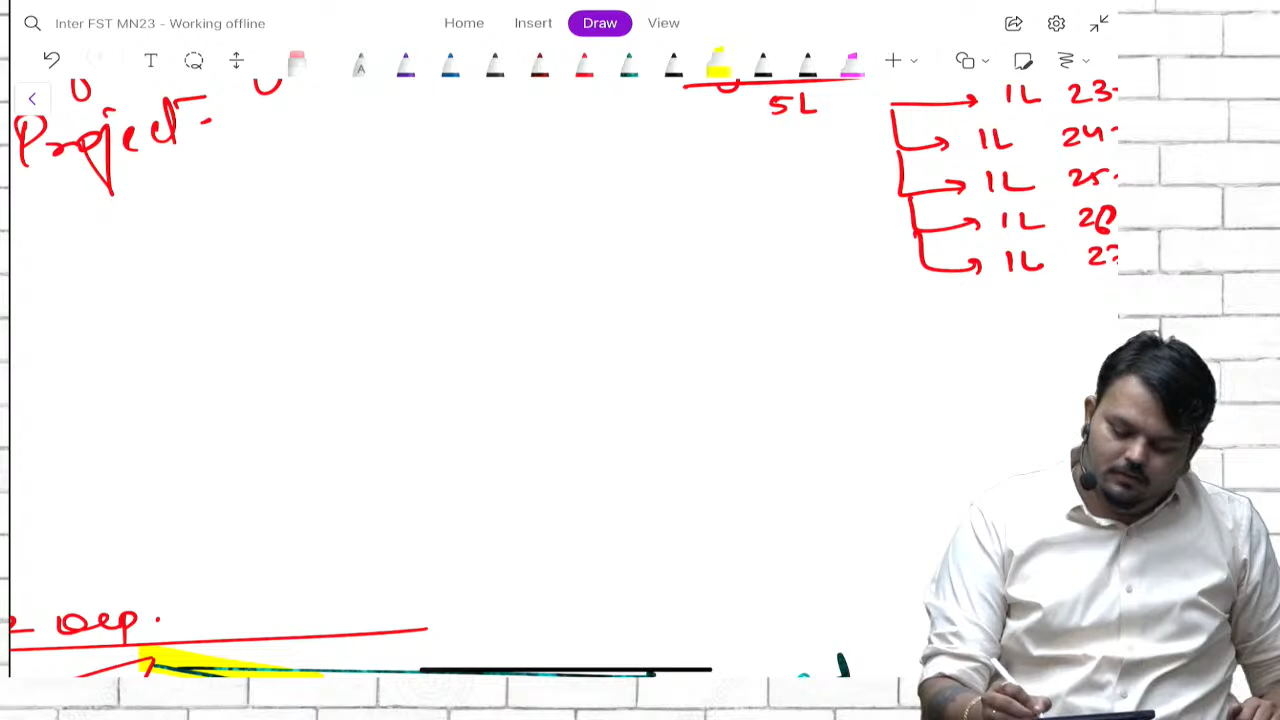 Inter FST MN23 - Working offline
Home Insert Draw View
T
A
5L
Project
1L 23-
1L 24-
1L 25-
1L 26
1L 27
Dep.